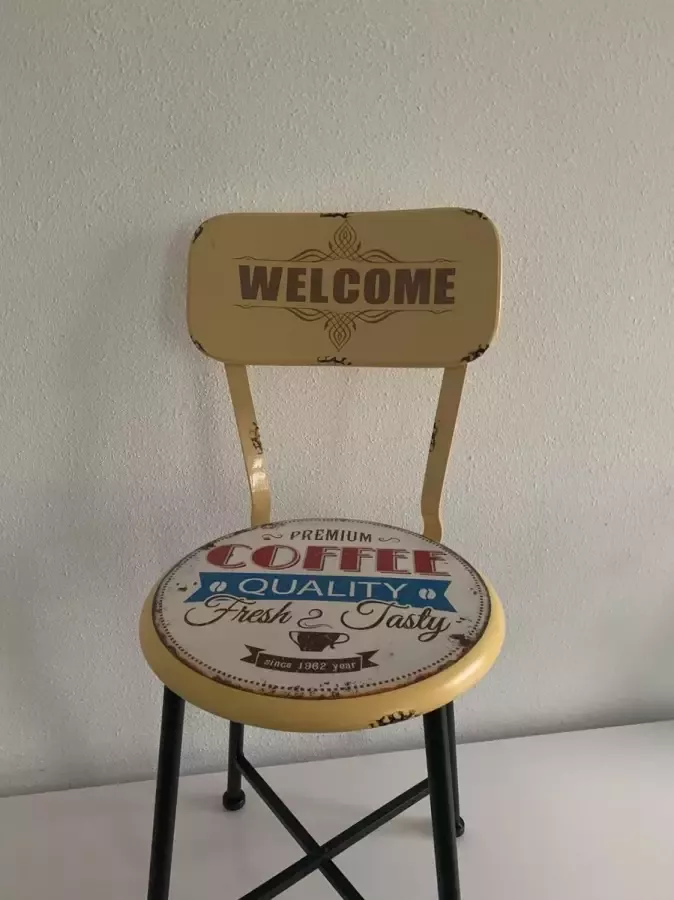 WELCOME
PREMIUM
COFFEE
QUALITY
Fresh & Tasty
since 1962 year